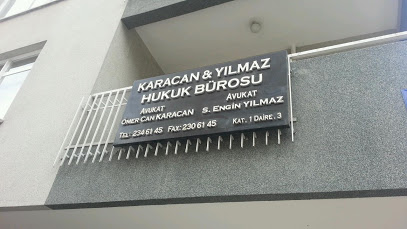 KARACAN & YILMAZ
HUKUK BÜROSU
AVUKAT AVUKAT
ÖMER CAN KARACAN S. ENGİN YILMAZ
TEL: 234 61 45 FAX: 230 61 45 KAT. 1 DAİRE. 3